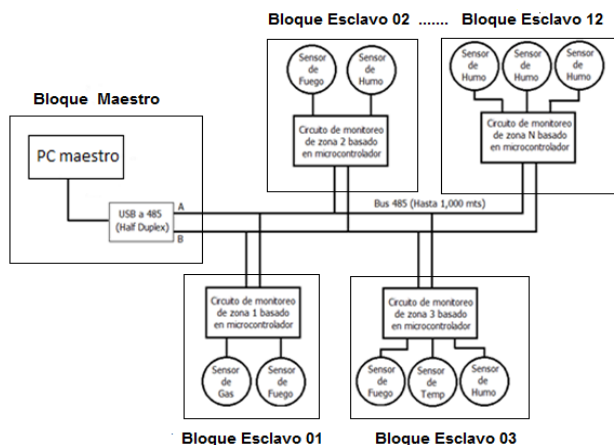 Bloque Esclavo 02 ....... Bloque Esclavo 12
Sensor
de
Fuego
Sensor
de
Humo
Sensor
de
Humo
Sensor
de
Humo
Sensor
de
Humo
Bloque Maestro
Circuito de monitoreo
de zona 2 basado
en microcontrolador
Circuito de monitoreo
de zona N basado
en microcontrolador
PC maestro
USB a 485
(Half Duplex)
A
B
Bus 485 (Hasta 1,000 mts)
Circuito de monitoreo
de zona 1 basado
en microcontrolador
Circuito de monitoreo
de zona 3 basado
en microcontrolador
Sensor
de
Gas
Sensor
de
Fuego
Sensor
de
Fuego
Sensor
de
Temp
Sensor
de
Humo
Bloque Esclavo 01
Bloque Esclavo 03